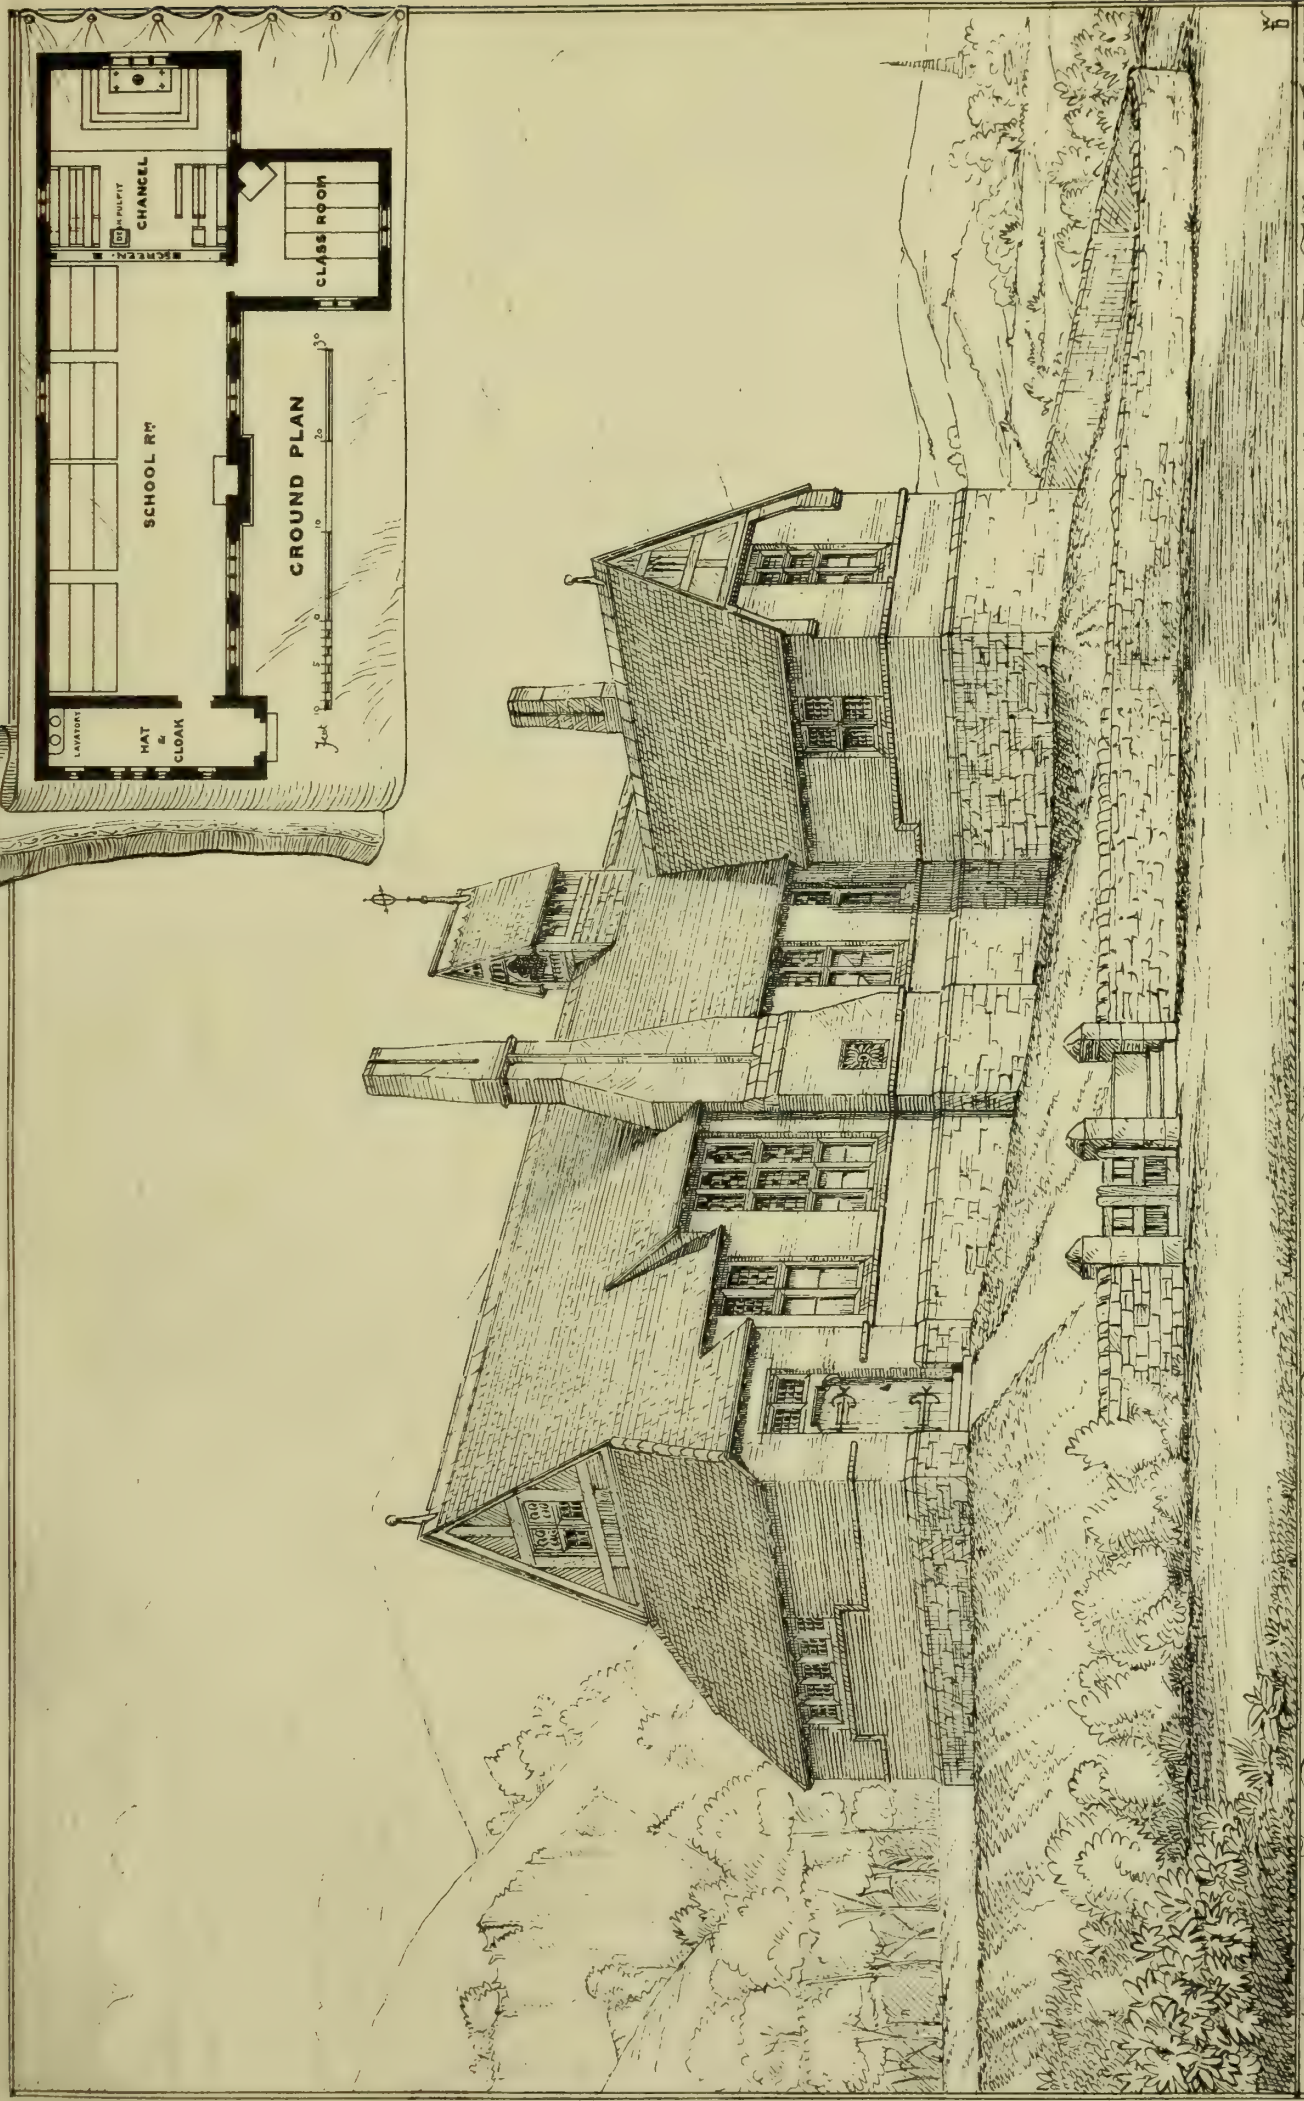 LAVATORY
HAT
&
CLOAK
SCHOOL RM
SCREEN.
PULPIT
CHANCEL
CLASS ROOM
GROUND PLAN
Feet 10 5 0 10 20 30